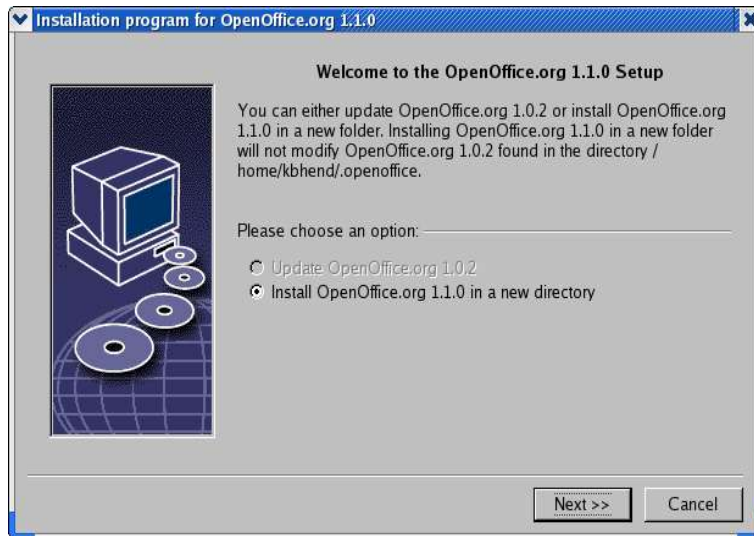 Installation program for OpenOffice.org 1.1.0
Welcome to the OpenOffice.org 1.1.0 Setup
You can either update OpenOffice.org 1.0.2 or install OpenOffice.org
1.1.0 in a new folder. Installing OpenOffice.org 1.1.0 in a new folder
will not modify OpenOffice.org 1.0.2 found in the directory /
home/kbhend/.openoffice.
Please choose an option:
Update OpenOffice.org 1.0.2
Install OpenOffice.org 1.1.0 in a new directory
Next >>
Cancel